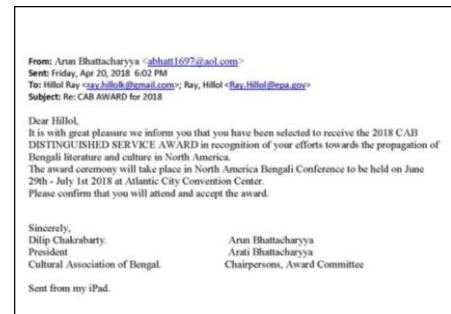 From: Arun Bhattacharyya <abhatt1697@aol.com>
Sent: Friday, Apr 20, 2018 6:02 PM
To: Hillol Ray <ray.hillolk@gmail.com>; Ray, Hillol <Ray.Hillol@epa.gov>
Subject: Re: CAB AWARD for 2018
Dear Hillol,
It is with great pleasure we inform you that you have been selected to receive the 2018 CAB
DISTINGUISHED SERVICE AWARD in recognition of your efforts towards the propagation of
Bengali literature and culture in North America.
The award ceremony will take place in North America Bengali Conference to be held on June
29th - July 1st 2018 at Atlantic City Convention Center.
Please confirm that you will attend and accept the award.
Sincerely,
Dilip Chakrabarty. Arun Bhattacharyya
President Arati Bhattacharyya
Cultural Association of Bengal. Chairpersons, Award Committee
Sent from my iPad.